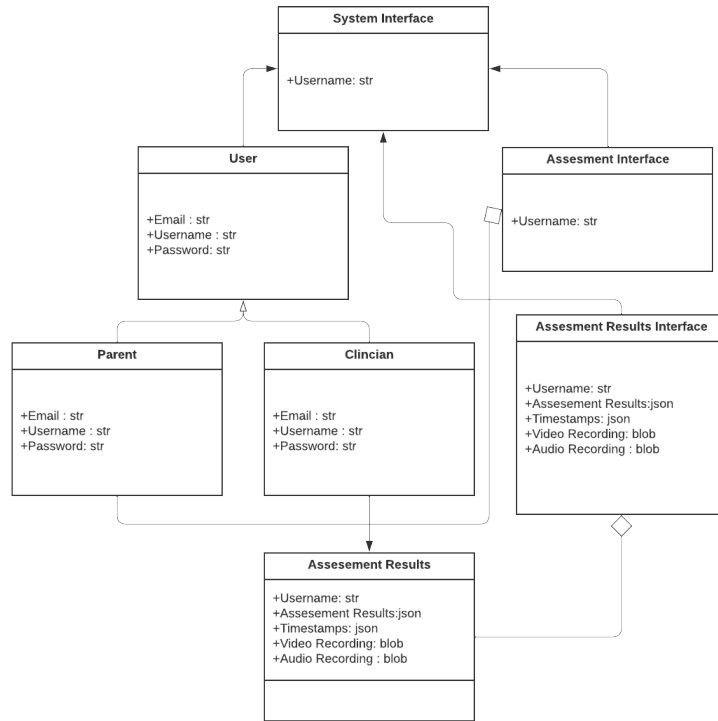 System Interface
+Username: str
User
+Email : str
+Username : str
+Password: str
Assesment Interface
+Username: str
Parent
+Email : str
+Username : str
+Password: str
Clincian
+Email : str
+Username : str
+Password: str
Assesment Results Interface
+Username: str
+Assesement Results:json
+Timestamps: json
+Video Recording: blob
+Audio Recording : blob
Assesement Results
+Username: str
+Assesement Results:json
+Timestamps: json
+Video Recording: blob
+Audio Recording : blob